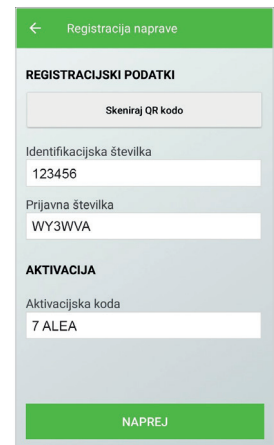 Registracija naprave
REGISTRACIJSKI PODATKI
Skeniraj QR kodo
Identifikacijska številka
123456
Prijavna številka
WY3WVA
AKTIVACIJA
Aktivacijska koda
7 ALEA
NAPREJ